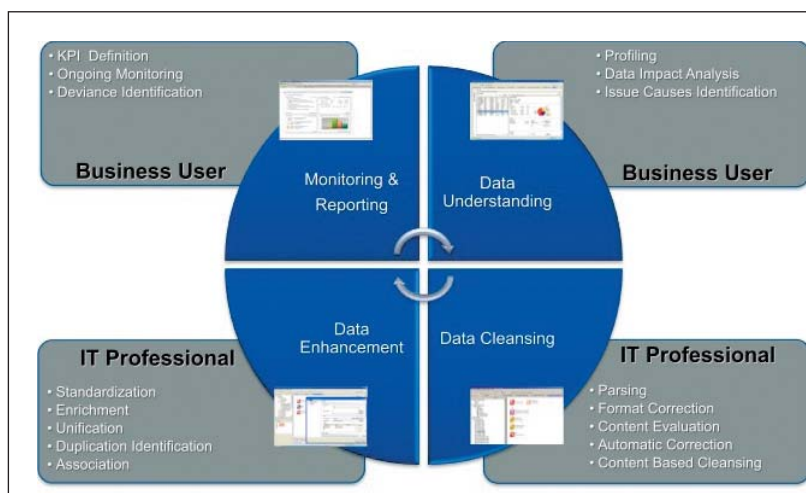 • KPI Definition
• Ongoing Monitoring
• Deviance Identification
Business User
• Profiling
• Data Impact Analysis
• Issue Causes Identification
Business User
Monitoring &
Reporting
Data
Understanding
Data
Enhancement
Data Cleansing
IT Professional
• Standardization
• Enrichment
• Unification
• Duplication Identification
• Association
IT Professional
• Parsing
• Format Correction
• Content Evaluation
• Automatic Correction
• Content Based Cleansing